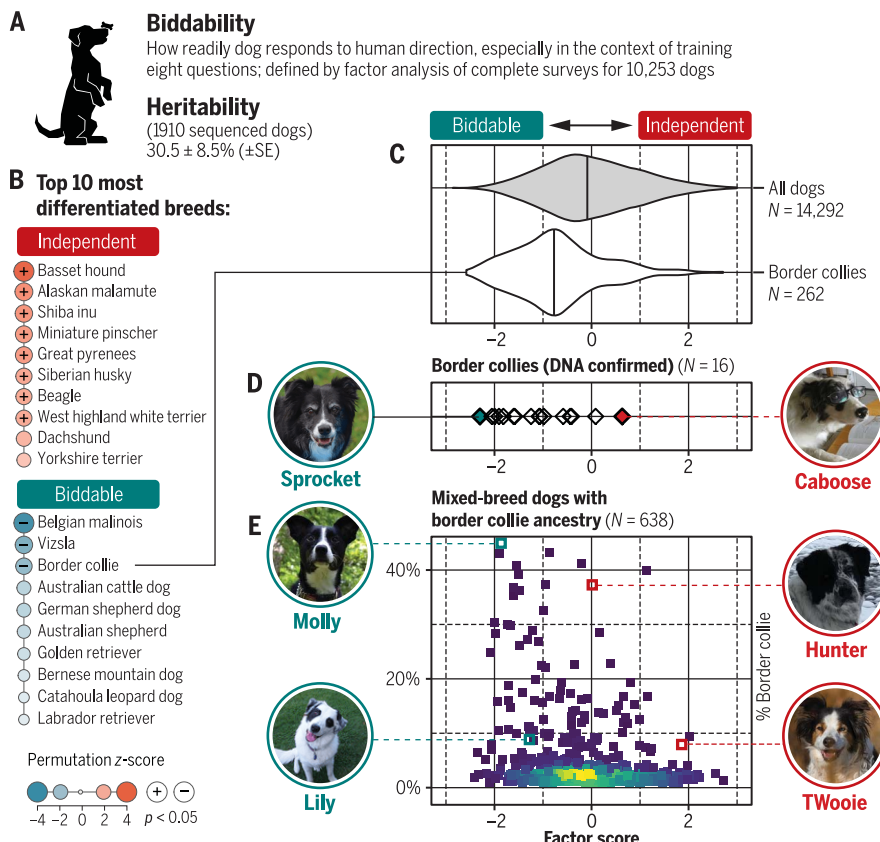 A
Biddability
How readily dog responds to human direction, especially in the context of training
eight questions; defined by factor analysis of complete surveys for 10,253 dogs
Heritability
(1910 sequenced dogs)
30.5 ± 8.5% (±SE)
B Top 10 most
differentiated breeds:
Independent
+ Basset hound
+ Alaskan malamute
+ Shiba inu
+ Miniature pinscher
+ Great pyrenees
+ Siberian husky
+ Beagle
+ West highland white terrier
Dachshund
Yorkshire terrier
Biddable
− Belgian malinois
− Vizsla
− Border collie
Australian cattle dog
German shepherd dog
Australian shepherd
Golden retriever
Bernese mountain dog
Catahoula leopard dog
Labrador retriever
Permutation z-score
+ −
−4 −2 0 2 4 p < 0.05
Biddable Independent
C
All dogs
N = 14,292
Border collies
N = 262
−2 0 2
D
Border collies (DNA confirmed) (N = 16)
Sprocket
Caboose
−2 0 2
E
Mixed-breed dogs with
border collie ancestry (N = 638)
Molly
Hunter
Lily
TWooie
40%
20%
0%
% Border collie
−2 0 2
Factor score